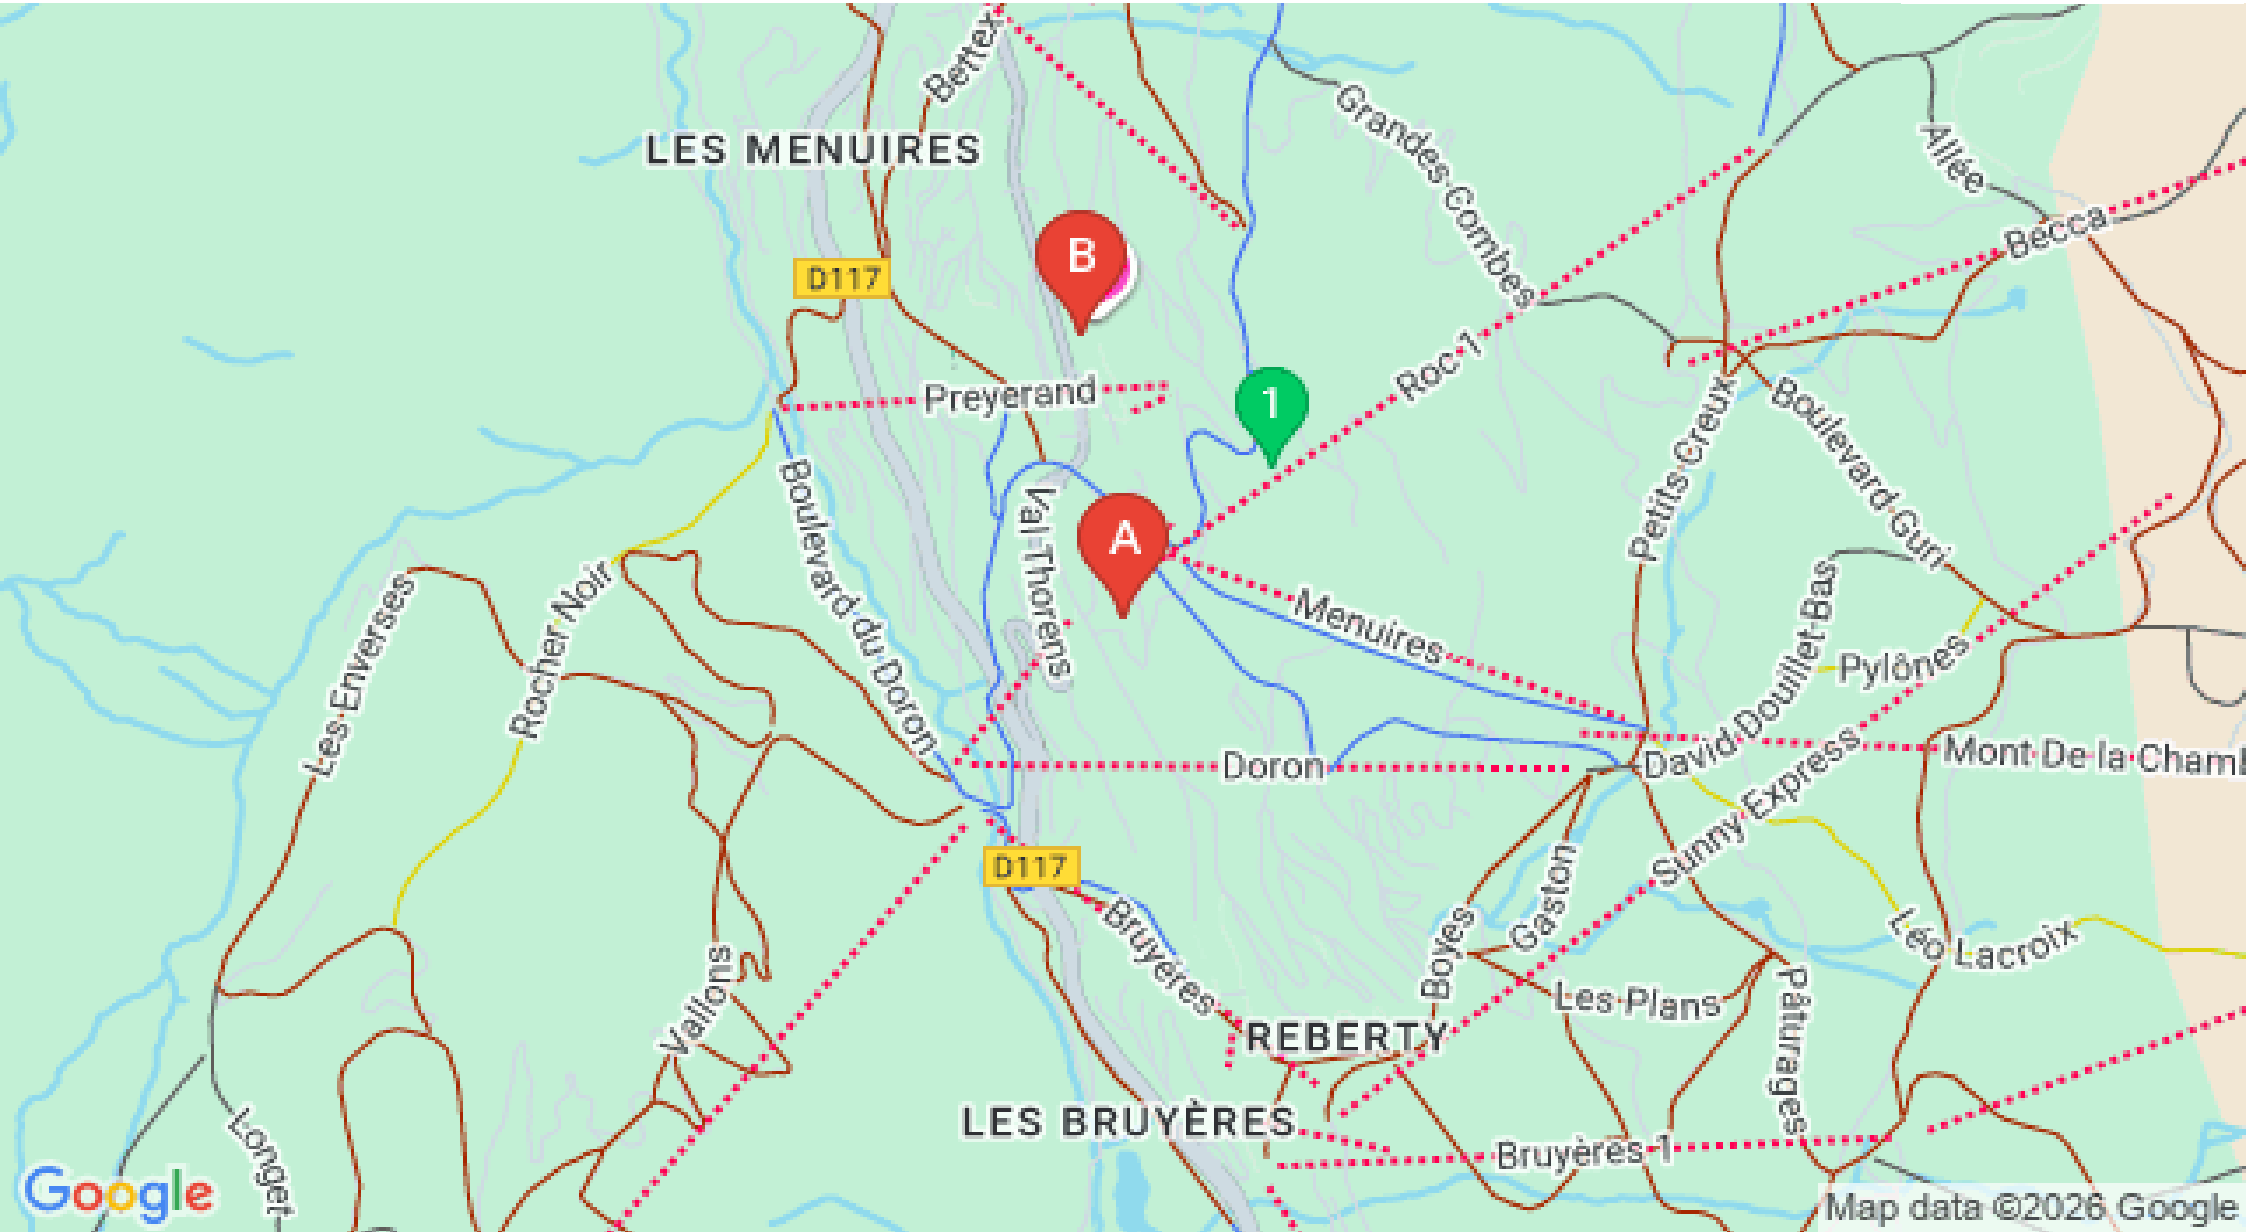 Bettex
Grandes Combes
Allée
LES MENUIRES
B
Becca
D117
Roc 1
1
Preyerand
Boulevard Guri
Petits Creux
A
Val Thorens
Boulevard du Doron
Les Enverses
Rocher Noir
Menuires
David Douillet Bas
Pylônes
Doron
Mont De la Chamb
Sunny Express
D117
Bruyères
Gaston
Boyes
Léo Lacroix
Vallons
Les Plans
Pâturages
REBERTY
LES BRUYÈRES
Bruyères 1
Longet
Google
Map data ©2026 Google